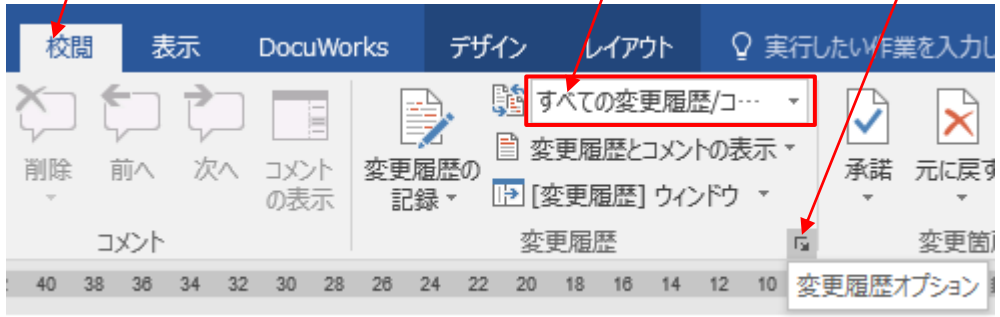 校閲 表示 DocuWorks デザイン レイアウト 実行したい作業を入力し
すべての変更履歴/コ…
変更履歴とコメントの表示
[変更履歴] ウィンドウ
削除 前へ 次へ コメントの表示 変更履歴の記録 承諾 元に戻す
コメント 変更履歴 変更箇
40 38 36 34 32 30 28 26 24 22 20 18 16 14 12 10
変更履歴オプション